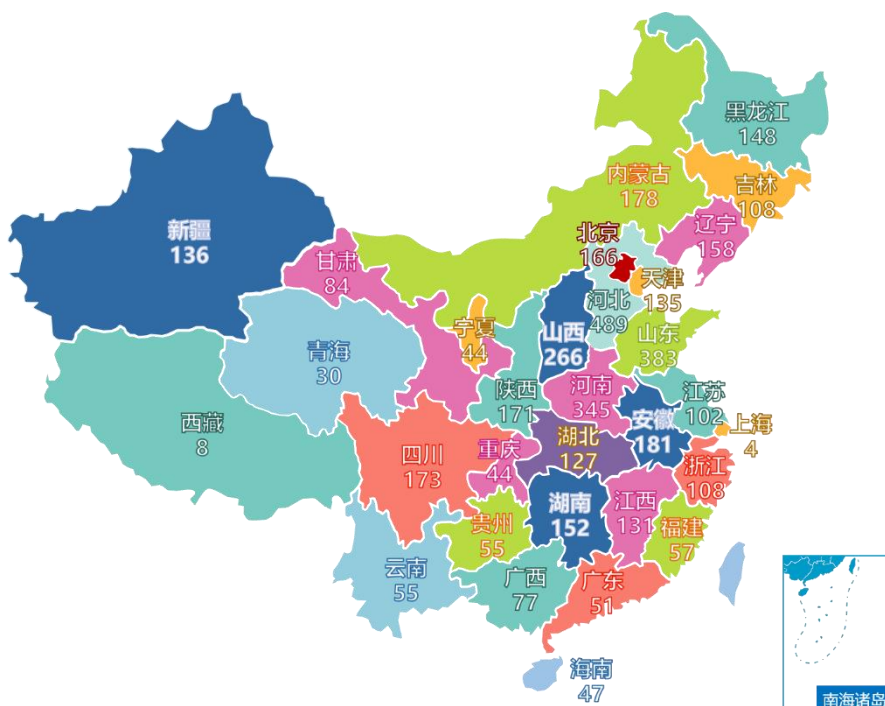 黑龙江
148
内蒙古
178
吉林
108
辽宁
158
北京
166
新疆
136
甘肃
84
天津
135
河北
489
宁夏
44
山西
266
山东
383
青海
30
陕西
171
河南
345
江苏
102
西藏
8
安徽
181
上海
4
四川
173
重庆
44
湖北
127
浙江
108
湖南
152
江西
131
贵州
55
福建
57
云南
55
广西
77
广东
51
海南
47
南海诸岛